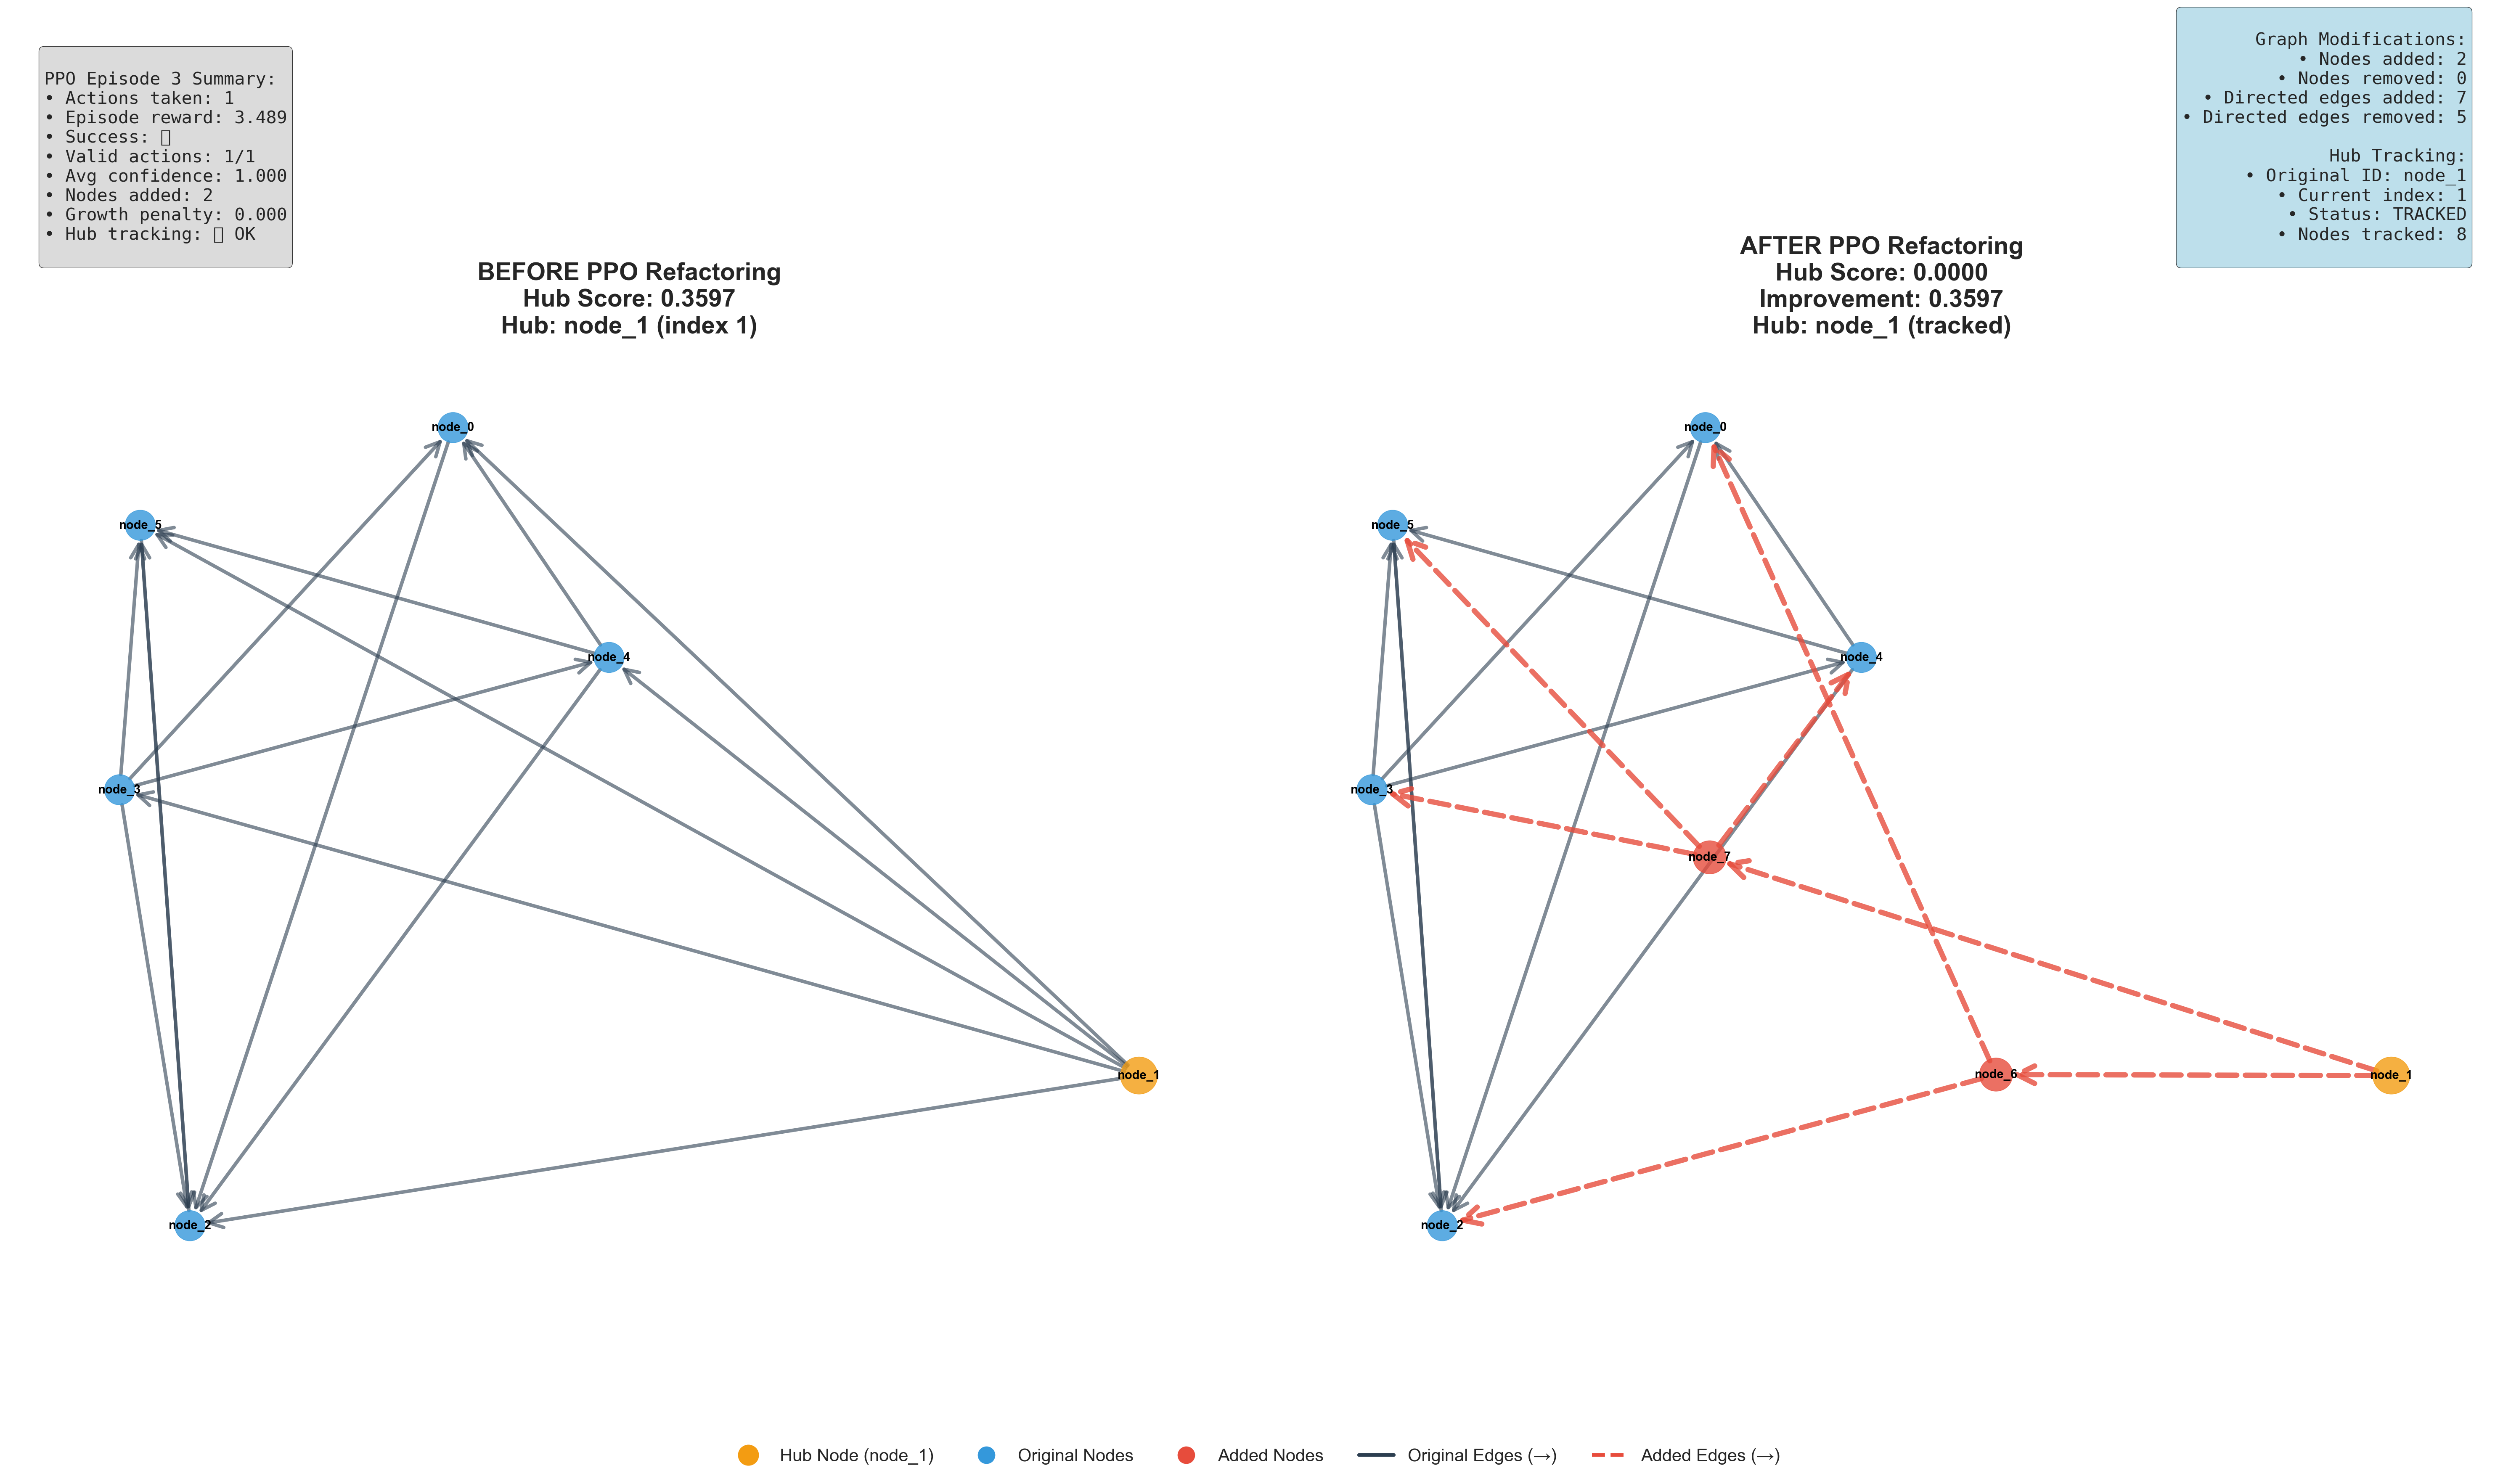 PPO Episode 3 Summary:
• Actions taken: 1
• Episode reward: 3.489
• Success: 
• Valid actions: 1/1
• Avg confidence: 1.000
• Nodes added: 2
• Growth penalty: 0.000
• Hub tracking: OK
Graph Modifications:
• Nodes added: 2
• Nodes removed: 0
• Directed edges added: 7
• Directed edges removed: 5
Hub Tracking:
• Original ID: node_1
• Current index: 1
• Status: TRACKED
• Nodes tracked: 8
BEFORE PPO Refactoring
Hub Score: 0.3597
Hub: node_1 (index 1)
node_0
node_5
node_4
node_3
node_1
node_2
AFTER PPO Refactoring
Hub Score: 0.0000
Improvement: 0.3597
Hub: node_1 (tracked)
node_0
node_5
node_4
node_3
node_7
node_6
node_1
node_2
Hub Node (node_1)
Original Nodes
Added Nodes
Original Edges (→)
Added Edges (→)